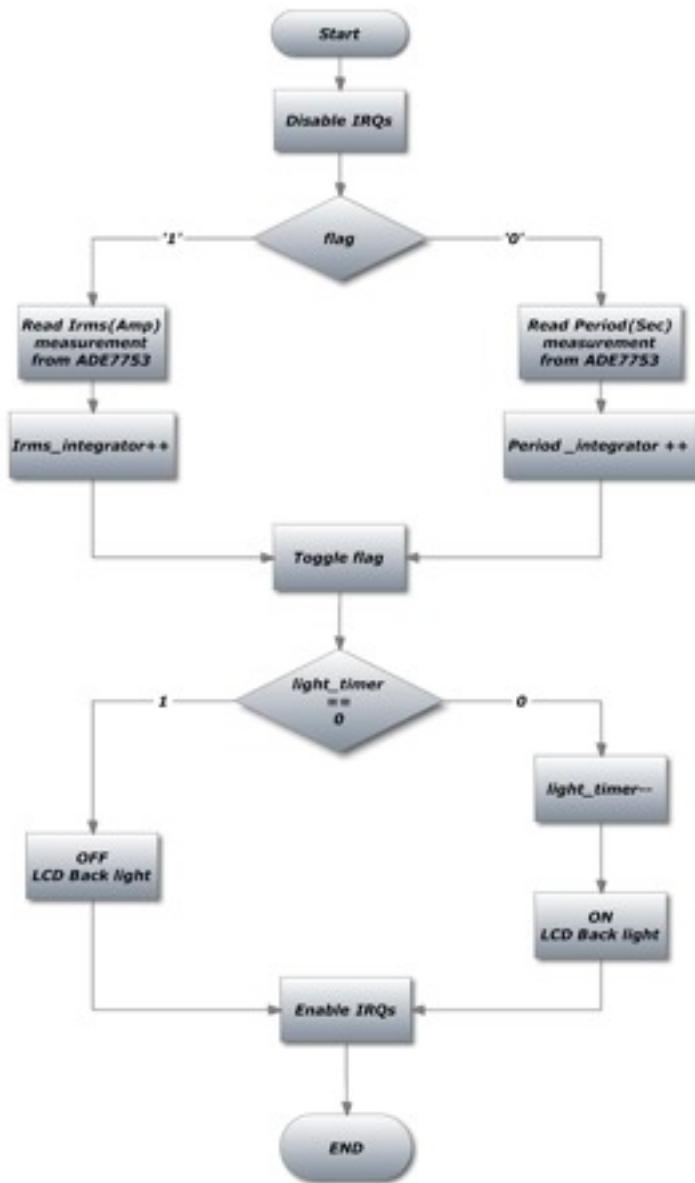 Start
Disable IRQs
flag
'1'
'0'
Read Irms(Amp)
measurement
from ADE7753
Read Period(Sec)
measurement
from ADE7753
Irms_integrator++
Period _integrator ++
Toggle flag
light_timer
==
0
1
0
light_timer--
OFF
LCD Back light
ON
LCD Back light
Enable IRQs
END